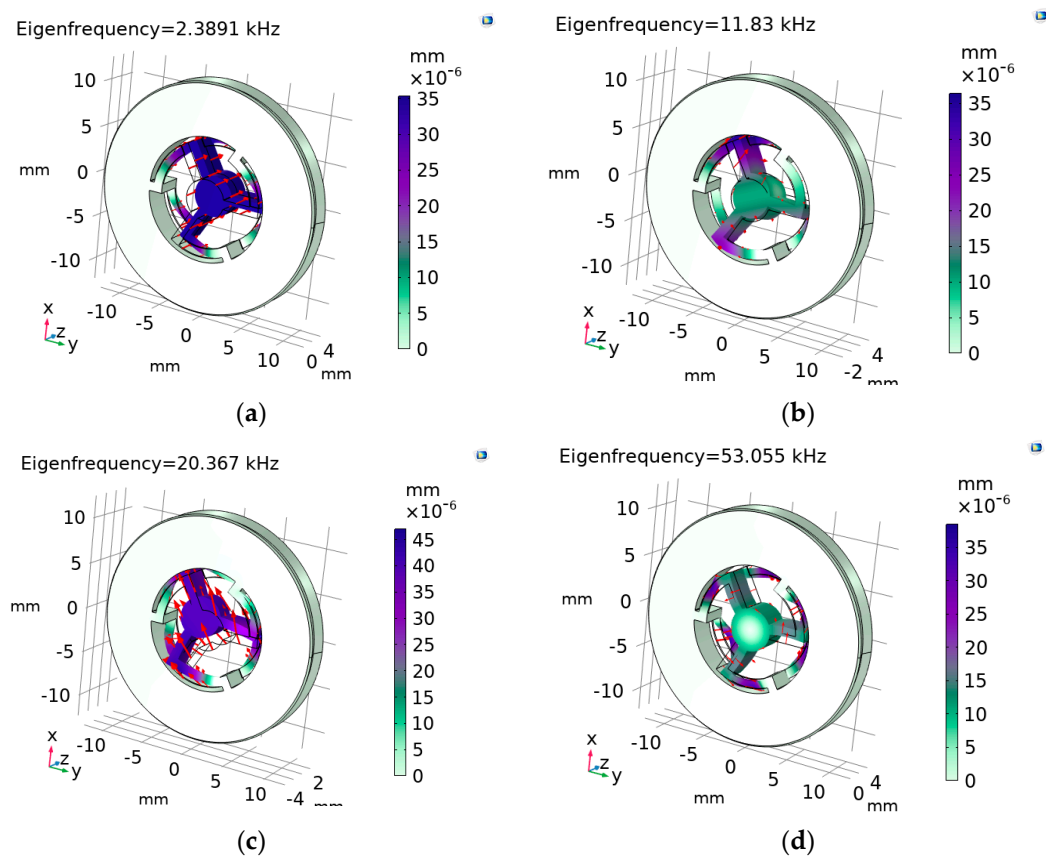 Eigenfrequency=2.3891 kHz
mm
×10⁻⁶
35
30
25
20
15
10
5
0
10
5
0
-5
-10
mm
x
z
y
-10
-5
0
5
10
0
4
mm
mm
(a)
Eigenfrequency=11.83 kHz
mm
×10⁻⁶
35
30
25
20
15
10
5
0
10
5
0
-5
-10
mm
x
z
y
-10
-5
0
5
10
-2
4
mm
mm
(b)
Eigenfrequency=20.367 kHz
mm
×10⁻⁶
45
40
35
30
25
20
15
10
5
0
10
5
0
-5
-10
mm
x
z
y
-10
-5
0
5
10
-4
2
mm
mm
(c)
Eigenfrequency=53.055 kHz
mm
×10⁻⁶
35
30
25
20
15
10
5
0
10
5
0
-5
-10
mm
x
z
y
-10
-5
0
5
10
0
4
mm
mm
(d)